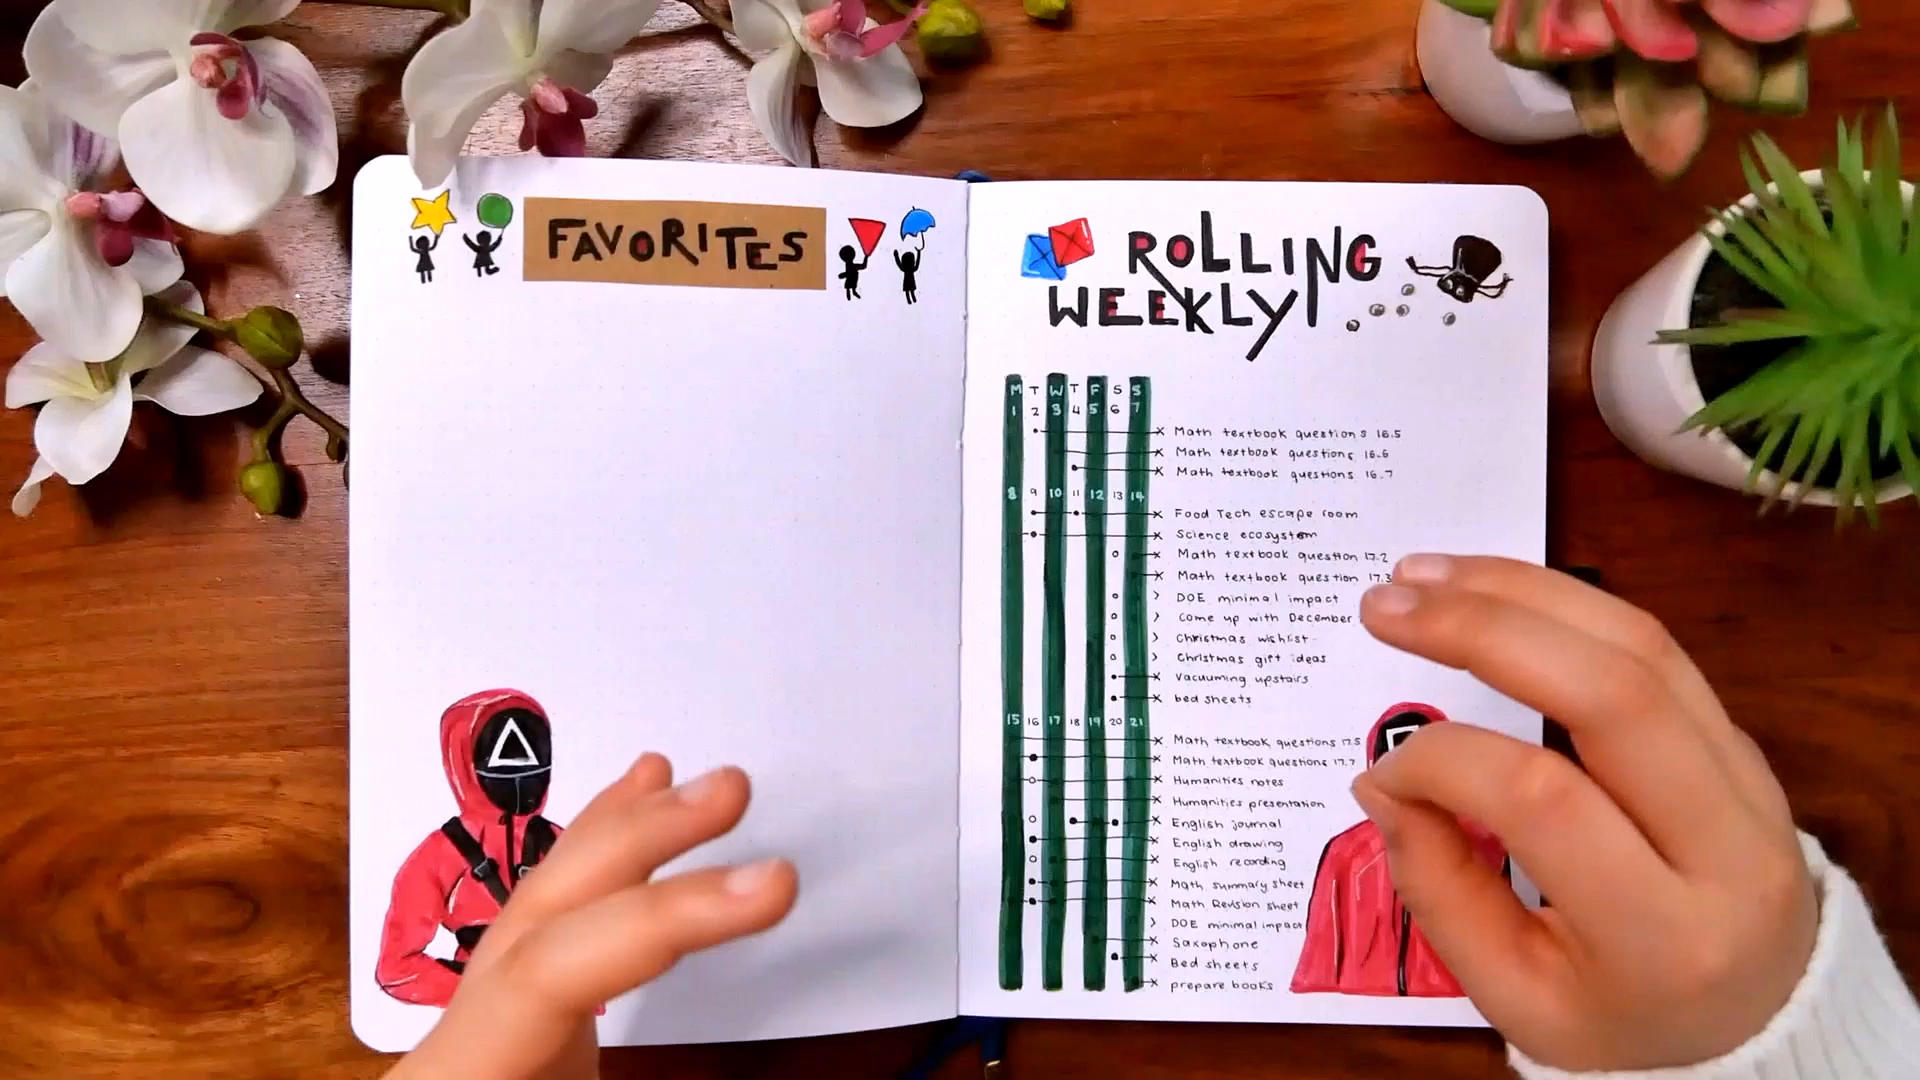 FAVORITES
ROLLING
WEEKLY
M T W T F S S
1 2 3 4 5 6 7
Math textbook questions 16.5
Math textbook questions 16.6
Math textbook questions 16.7
8 9 10 11 12 13 14
Food Tech escape room
Science ecosystem
Math textbook question 17.2
Math textbook question 17.3
DOE minimal impact
Come up with December
Christmas wishlist
Christmas gift ideas
Vacuuming upstairs
bed sheets
15 16 17 18 19 20 21
Math textbook questions 17.5
Math textbook questions 17.7
Humanities notes
Humanities presentation
English journal
English drawing
English recording
Math summary sheet
Math Revision sheet
DOE minimal impact
Saxophone
Bed sheets
prepare books